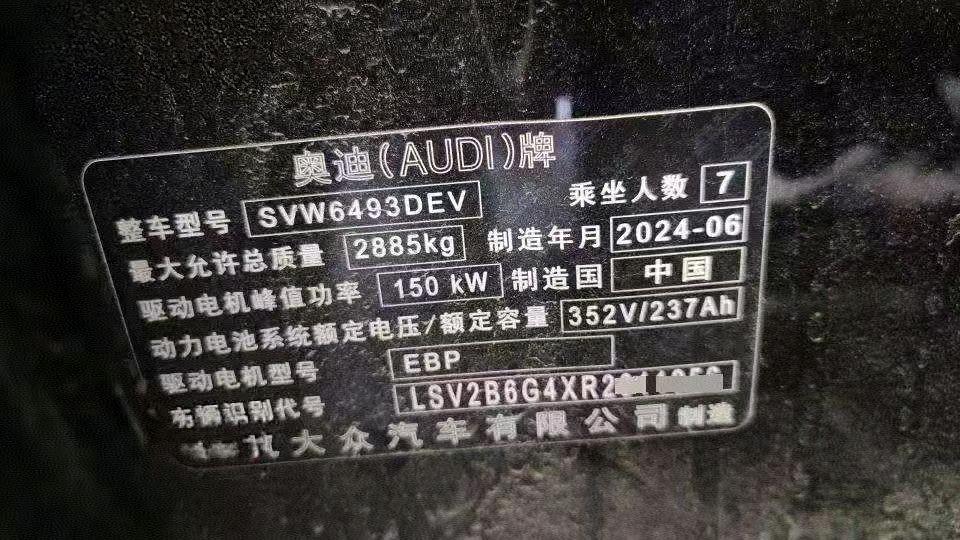 奥迪(AUDI)牌
整车型号 SVW6493DEV 乘坐人数 7
最大允许总质量 2885kg 制造年月 2024-06
驱动电机峰值功率 150 kW 制造国 中国
动力电池系统额定电压/额定容量 352V/237Ah
驱动电机型号 EBP
车辆识别代号 LSV2B6G4XR2
大众汽车有限公司制造